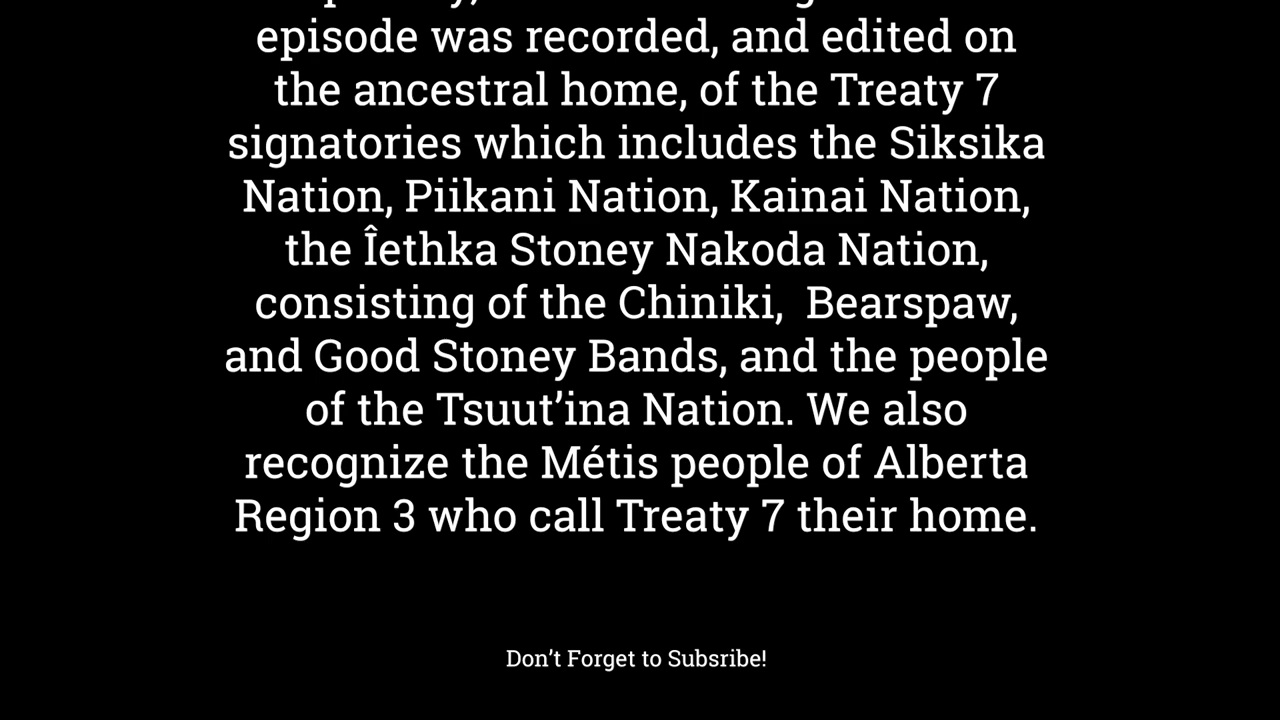 episode was recorded, and edited on
the ancestral home, of the Treaty 7
signatories which includes the Siksika
Nation, Piikani Nation, Kainai Nation,
the Îethka Stoney Nakoda Nation,
consisting of the Chiniki,  Bearspaw,
and Good Stoney Bands, and the people
of the Tsuut’ina Nation. We also
recognize the Métis people of Alberta
Region 3 who call Treaty 7 their home.
Don’t Forget to Subsribe!